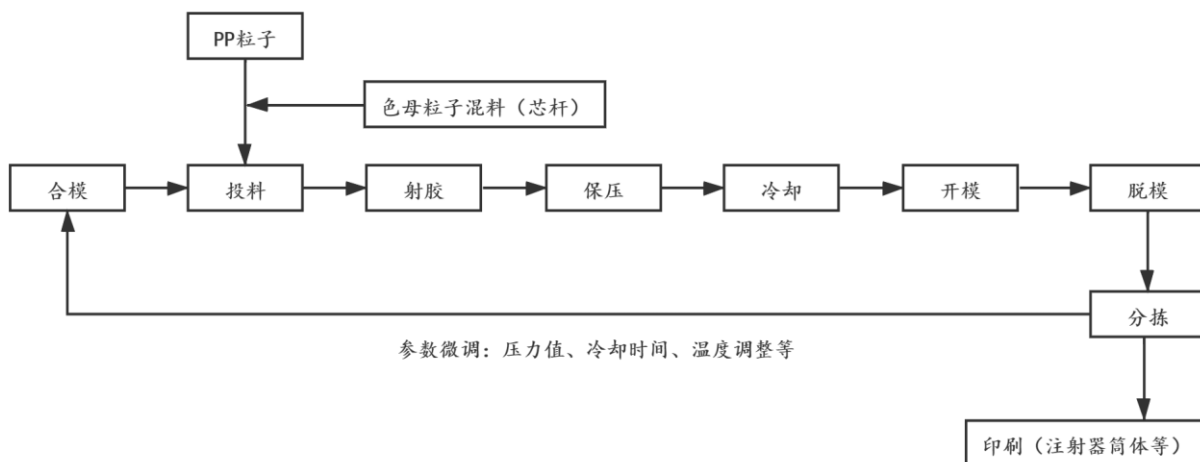 PP粒子
色母粒子混料（芯杆）
合模
投料
射胶
保压
冷却
开模
脱模
分拣
参数微调：压力值、冷却时间、温度调整等
印刷（注射器筒体等）